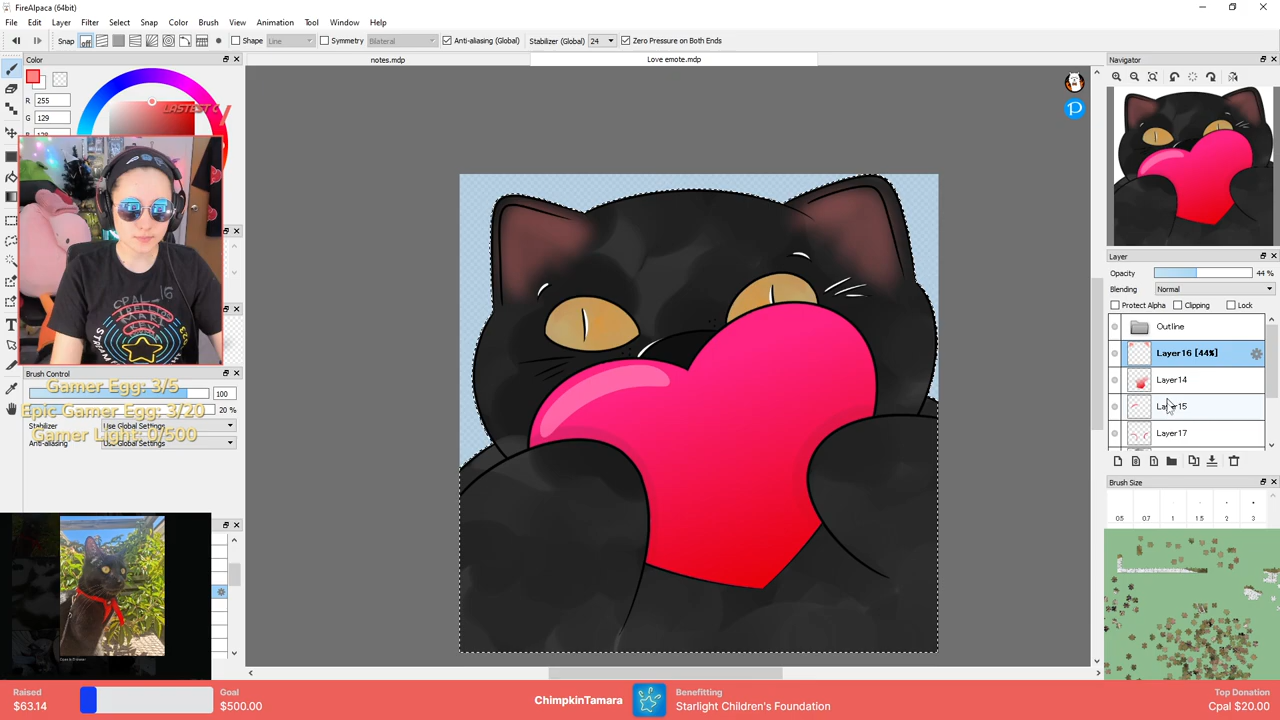 FireAlpaca (64bit)
File Edit Layer Filter Select Snap Color Brush View Animation Tool Window Help
Snap off Shape Line Symmetry Bilateral Anti-aliasing (Global) Stabilizer (Global) 24 Zero Pressure on Both Ends
Color
notes.mdp
Love emote.mdp
Navigator
R 255
G 129
LASTEST C
Layer
Opacity 44 %
Blending Normal
Protect Alpha Clipping Lock
Outline
Layer16 [44%]
Layer14
Layer15
Layer17
Brush Control
100
20 %
Gamer Egg: 3/5
Epic Gamer Egg: 3/20
Gamer Light: 0/500
Stabilizer Use Global Settings
Anti-aliasing Use Global Settings
Brush Size
0.5 0.7 1 1.5 2 3
Raised
$63.14
Goal
$500.00
ChimpkinTamara
Benefitting
Starlight Children's Foundation
Top Donation
Cpal $20.00